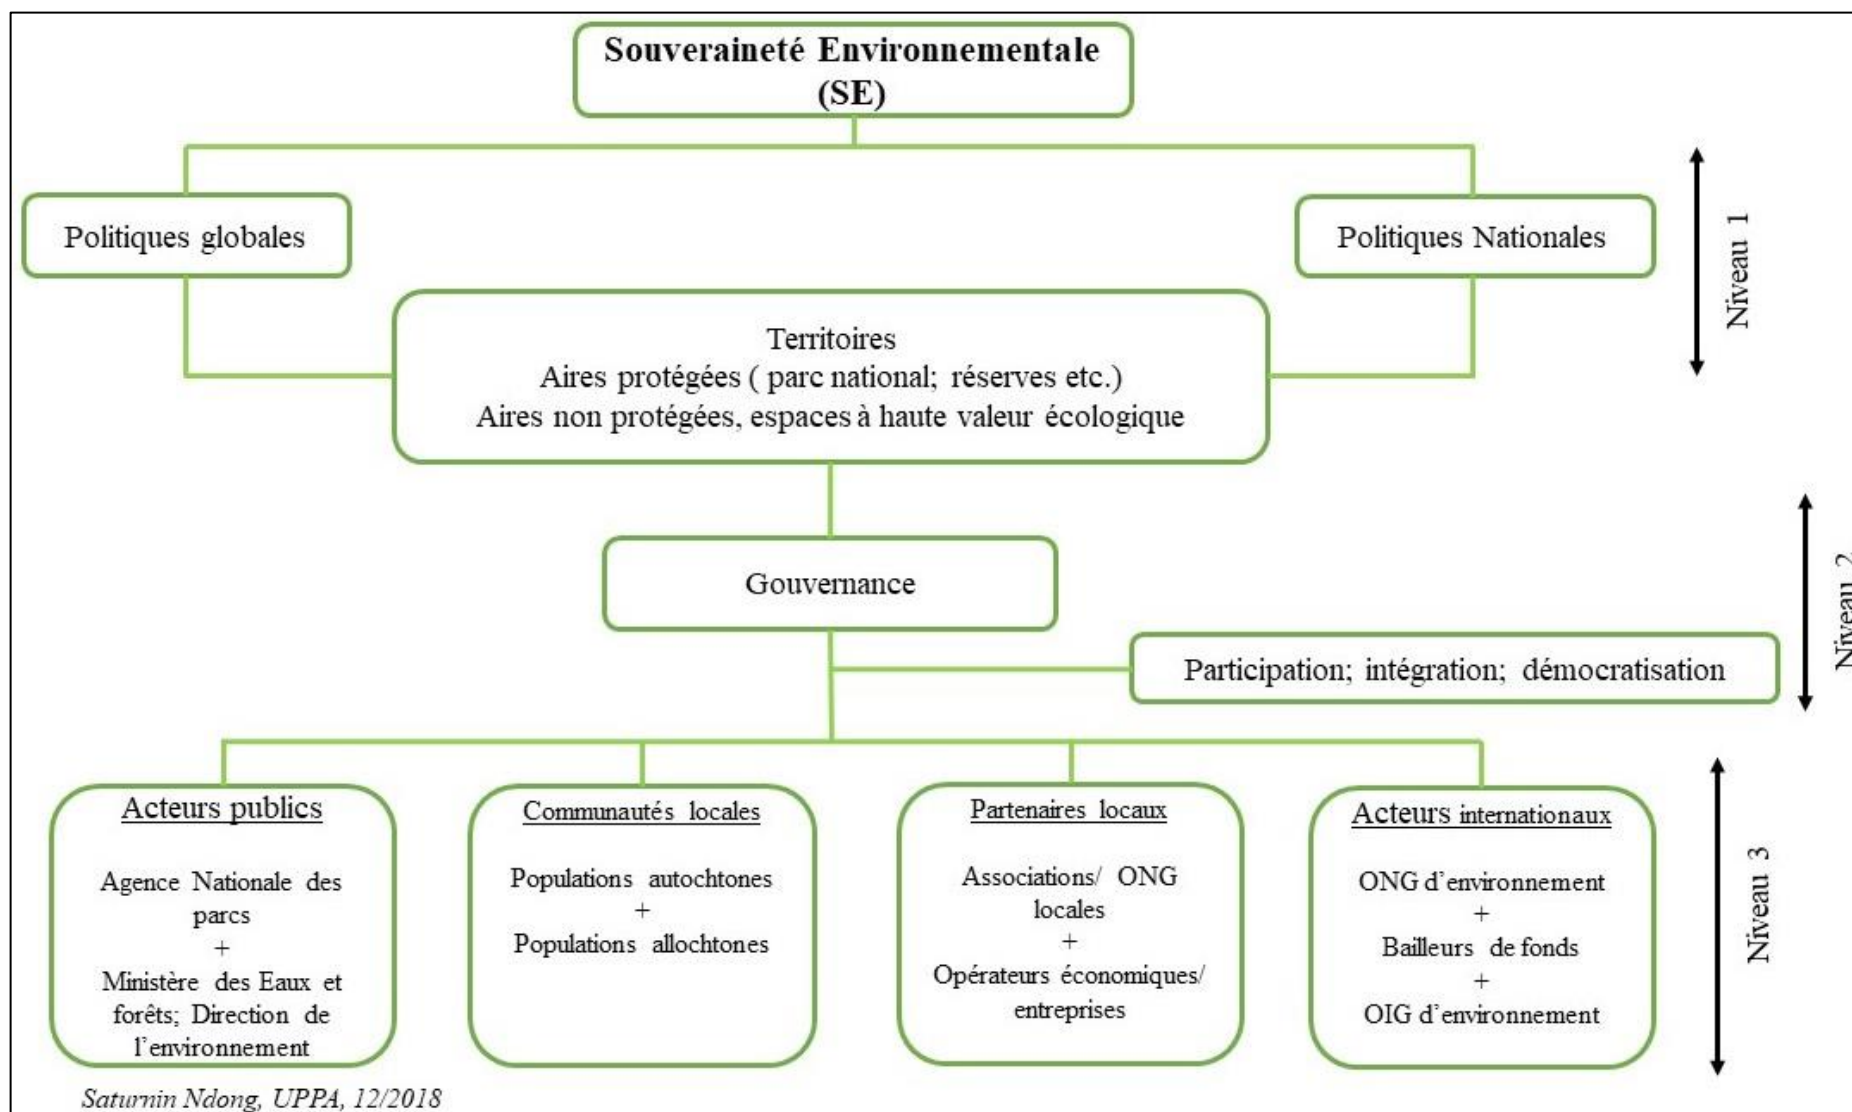 Souveraineté Environnementale
(SE)
Politiques globales
Politiques Nationales
Niveau 1
Territoires
Aires protégées ( parc national; réserves etc.)
Aires non protégées, espaces à haute valeur écologique
Gouvernance
Participation; intégration; démocratisation
Niveau 2
Acteurs publics
Agence Nationale des
parcs
+
Ministère des Eaux et
forêts; Direction de
l’environnement
Communautés locales
Populations autochtones
+
Populations allochtones
Partenaires locaux
Associations/ ONG
locales
+
Opérateurs économiques/
entreprises
Acteurs internationaux
ONG d’environnement
+
Bailleurs de fonds
+
OIG d’environnement
Niveau 3
Saturnin Ndong, UPPA, 12/2018